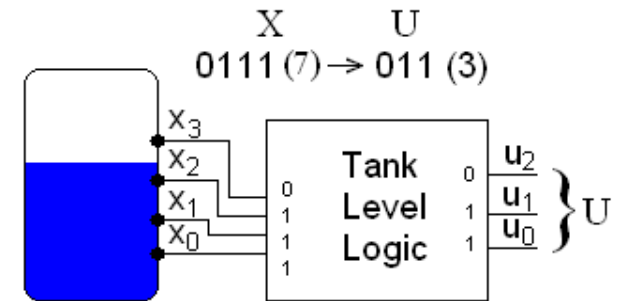 X U
0111 (7) → 011 (3)
x3
x2
x1
x0
0
1
1
1
Tank
Level
Logic
0
1
1
u2
u1
u0
} U